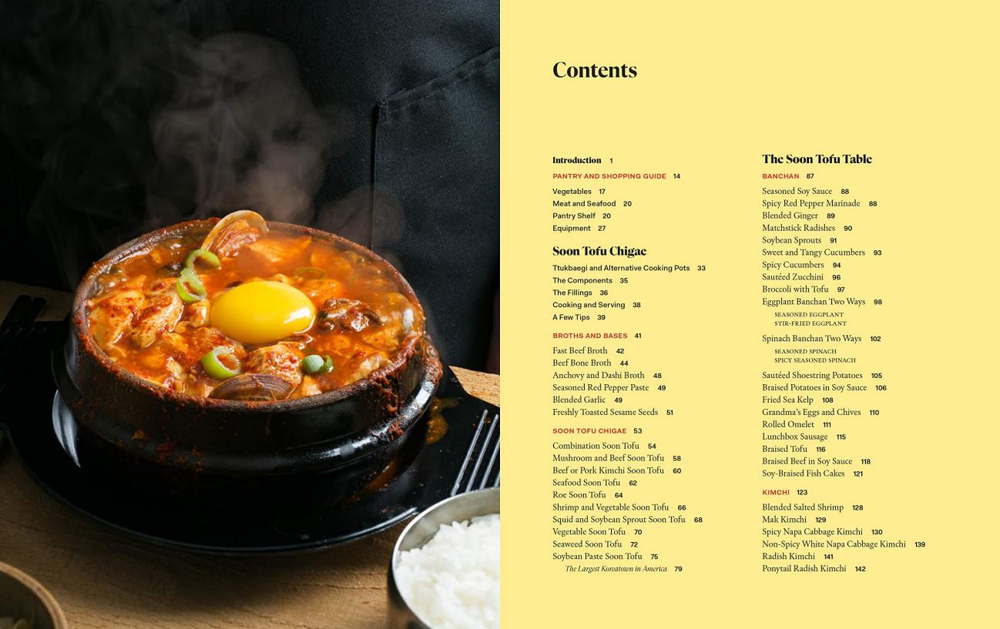 Contents
Introduction 1
PANTRY AND SHOPPING GUIDE 14
Vegetables 17
Meat and Seafood 20
Pantry Shelf 20
Equipment 27
Soon Tofu Chigae
Ttukbaegi and Alternative Cooking Pots 33
The Components 35
The Fillings 36
Cooking and Serving 38
A Few Tips 39
BROTHS AND BASES 41
Fast Beef Broth 42
Beef Bone Broth 44
Anchovy and Dashi Broth 48
Seasoned Red Pepper Paste 49
Blended Garlic 49
Freshly Toasted Sesame Seeds 51
SOON TOFU CHIGAE 53
Combination Soon Tofu 54
Mushroom and Beef Soon Tofu 58
Beef or Pork Kimchi Soon Tofu 60
Seafood Soon Tofu 62
Roe Soon Tofu 64
Shrimp and Vegetable Soon Tofu 66
Squid and Soybean Sprout Soon Tofu 68
Vegetable Soon Tofu 70
Seaweed Soon Tofu 72
Soybean Paste Soon Tofu 75
The Largest Koreatown in America 79
The Soon Tofu Table
BANCHAN 87
Seasoned Soy Sauce 88
Spicy Red Pepper Marinade 88
Blended Ginger 89
Matchstick Radishes 90
Soybean Sprouts 91
Sweet and Tangy Cucumbers 93
Spicy Cucumbers 94
Sautéed Zucchini 96
Broccoli with Tofu 97
Eggplant Banchan Two Ways 98
SEASONED EGGPLANT
STIR-FRIED EGGPLANT
Spinach Banchan Two Ways 102
SEASONED SPINACH
SPICY SEASONED SPINACH
Sautéed Shoestring Potatoes 105
Braised Potatoes in Soy Sauce 106
Fried Sea Kelp 108
Grandma's Eggs and Chives 110
Rolled Omelet 111
Lunchbox Sausage 115
Braised Tofu 116
Braised Beef in Soy Sauce 118
Soy-Braised Fish Cakes 121
KIMCHI 123
Blended Salted Shrimp 128
Mak Kimchi 129
Spicy Napa Cabbage Kimchi 130
Non-Spicy White Napa Cabbage Kimchi 139
Radish Kimchi 141
Ponytail Radish Kimchi 142